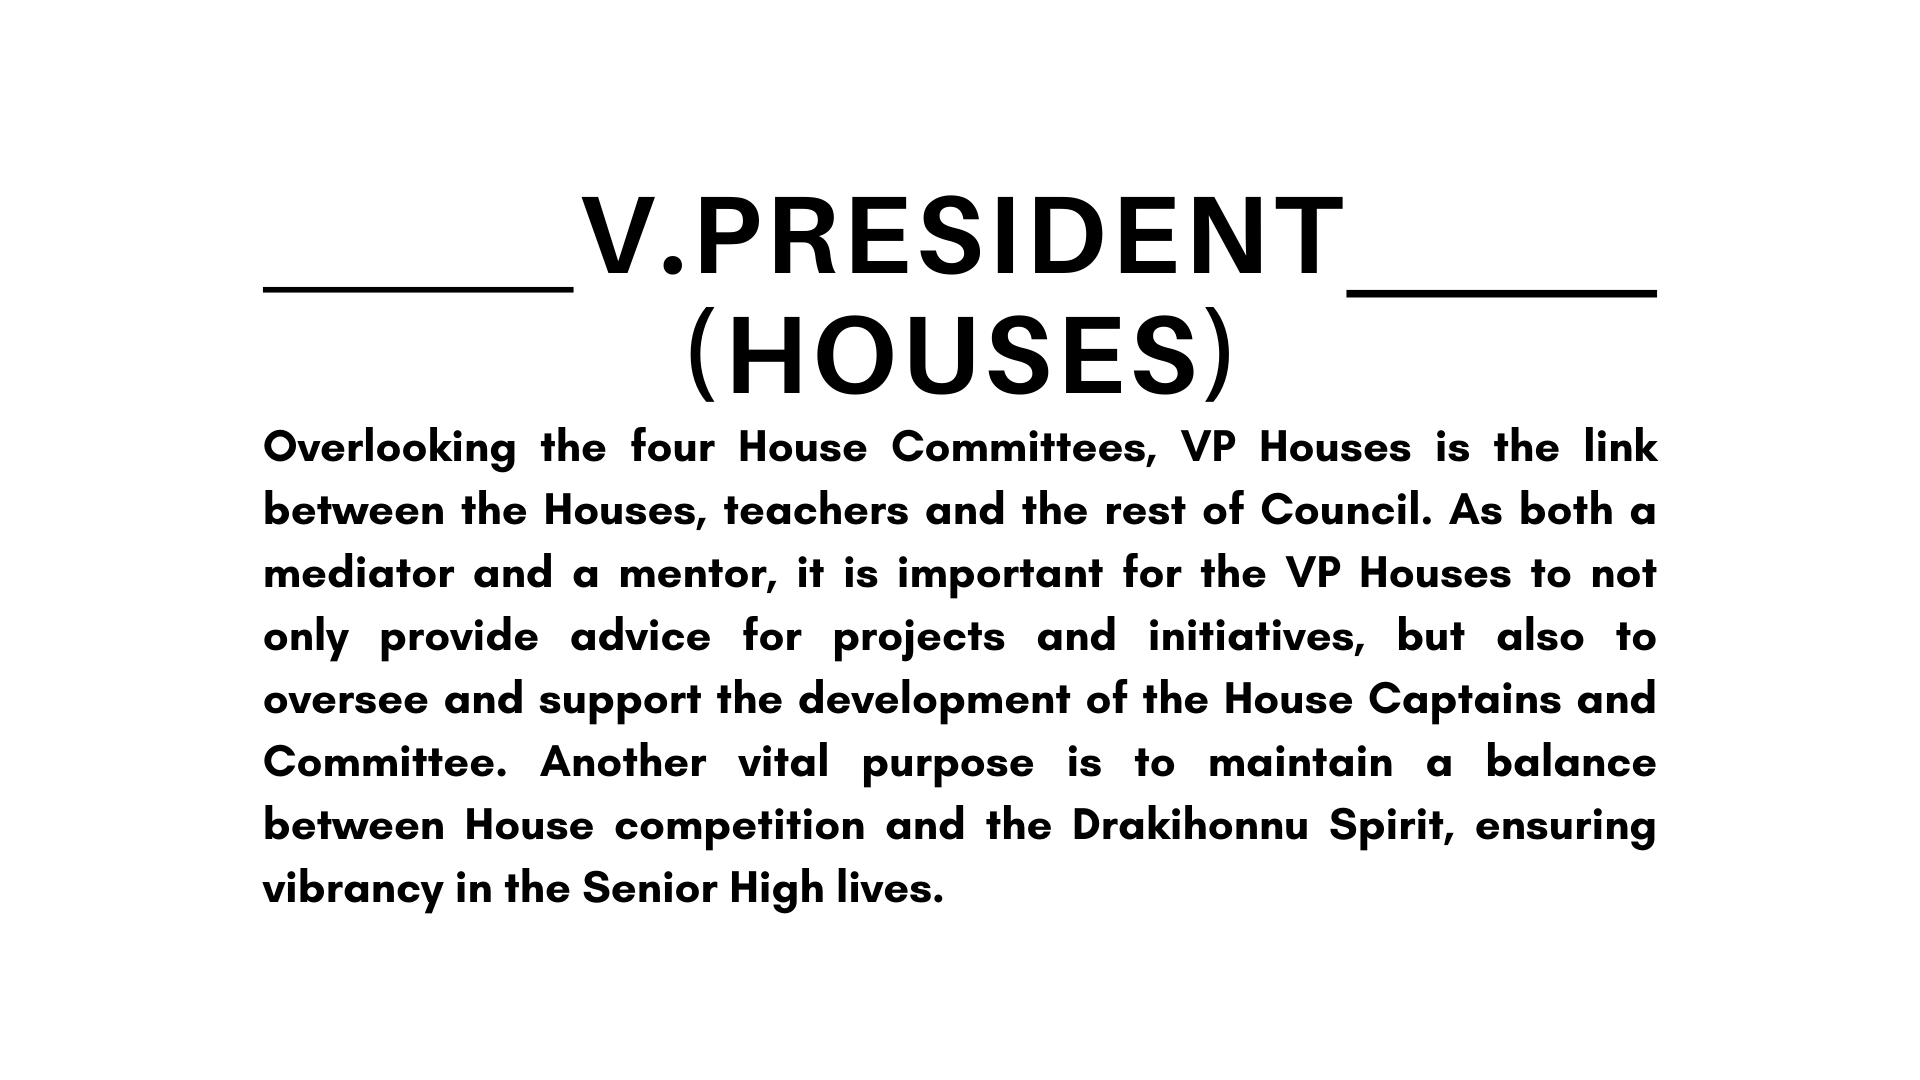 V.PRESIDENT
(HOUSES)
Overlooking the four House Committees, VP Houses is the link
between the Houses, teachers and the rest of Council. As both a
mediator and a mentor, it is important for the VP Houses to not
only provide advice for projects and initiatives, but also to
oversee and support the development of the House Captains and
Committee. Another vital purpose is to maintain a balance
between House competition and the Drakihonnu Spirit, ensuring
vibrancy in the Senior High lives.